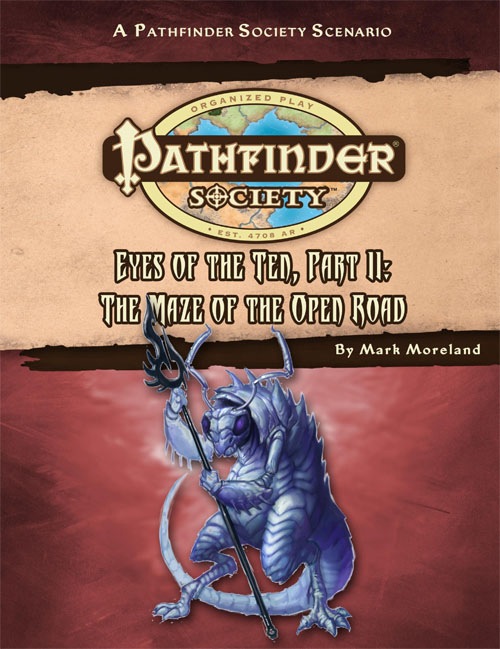 A Pathfinder Society Scenario
ORGANIZED PLAY
PATHFINDER®
SOCIETY™
• EST. 4708 AR •
Eyes of the Ten, Part II:
The Maze of the Open Road
By Mark Moreland